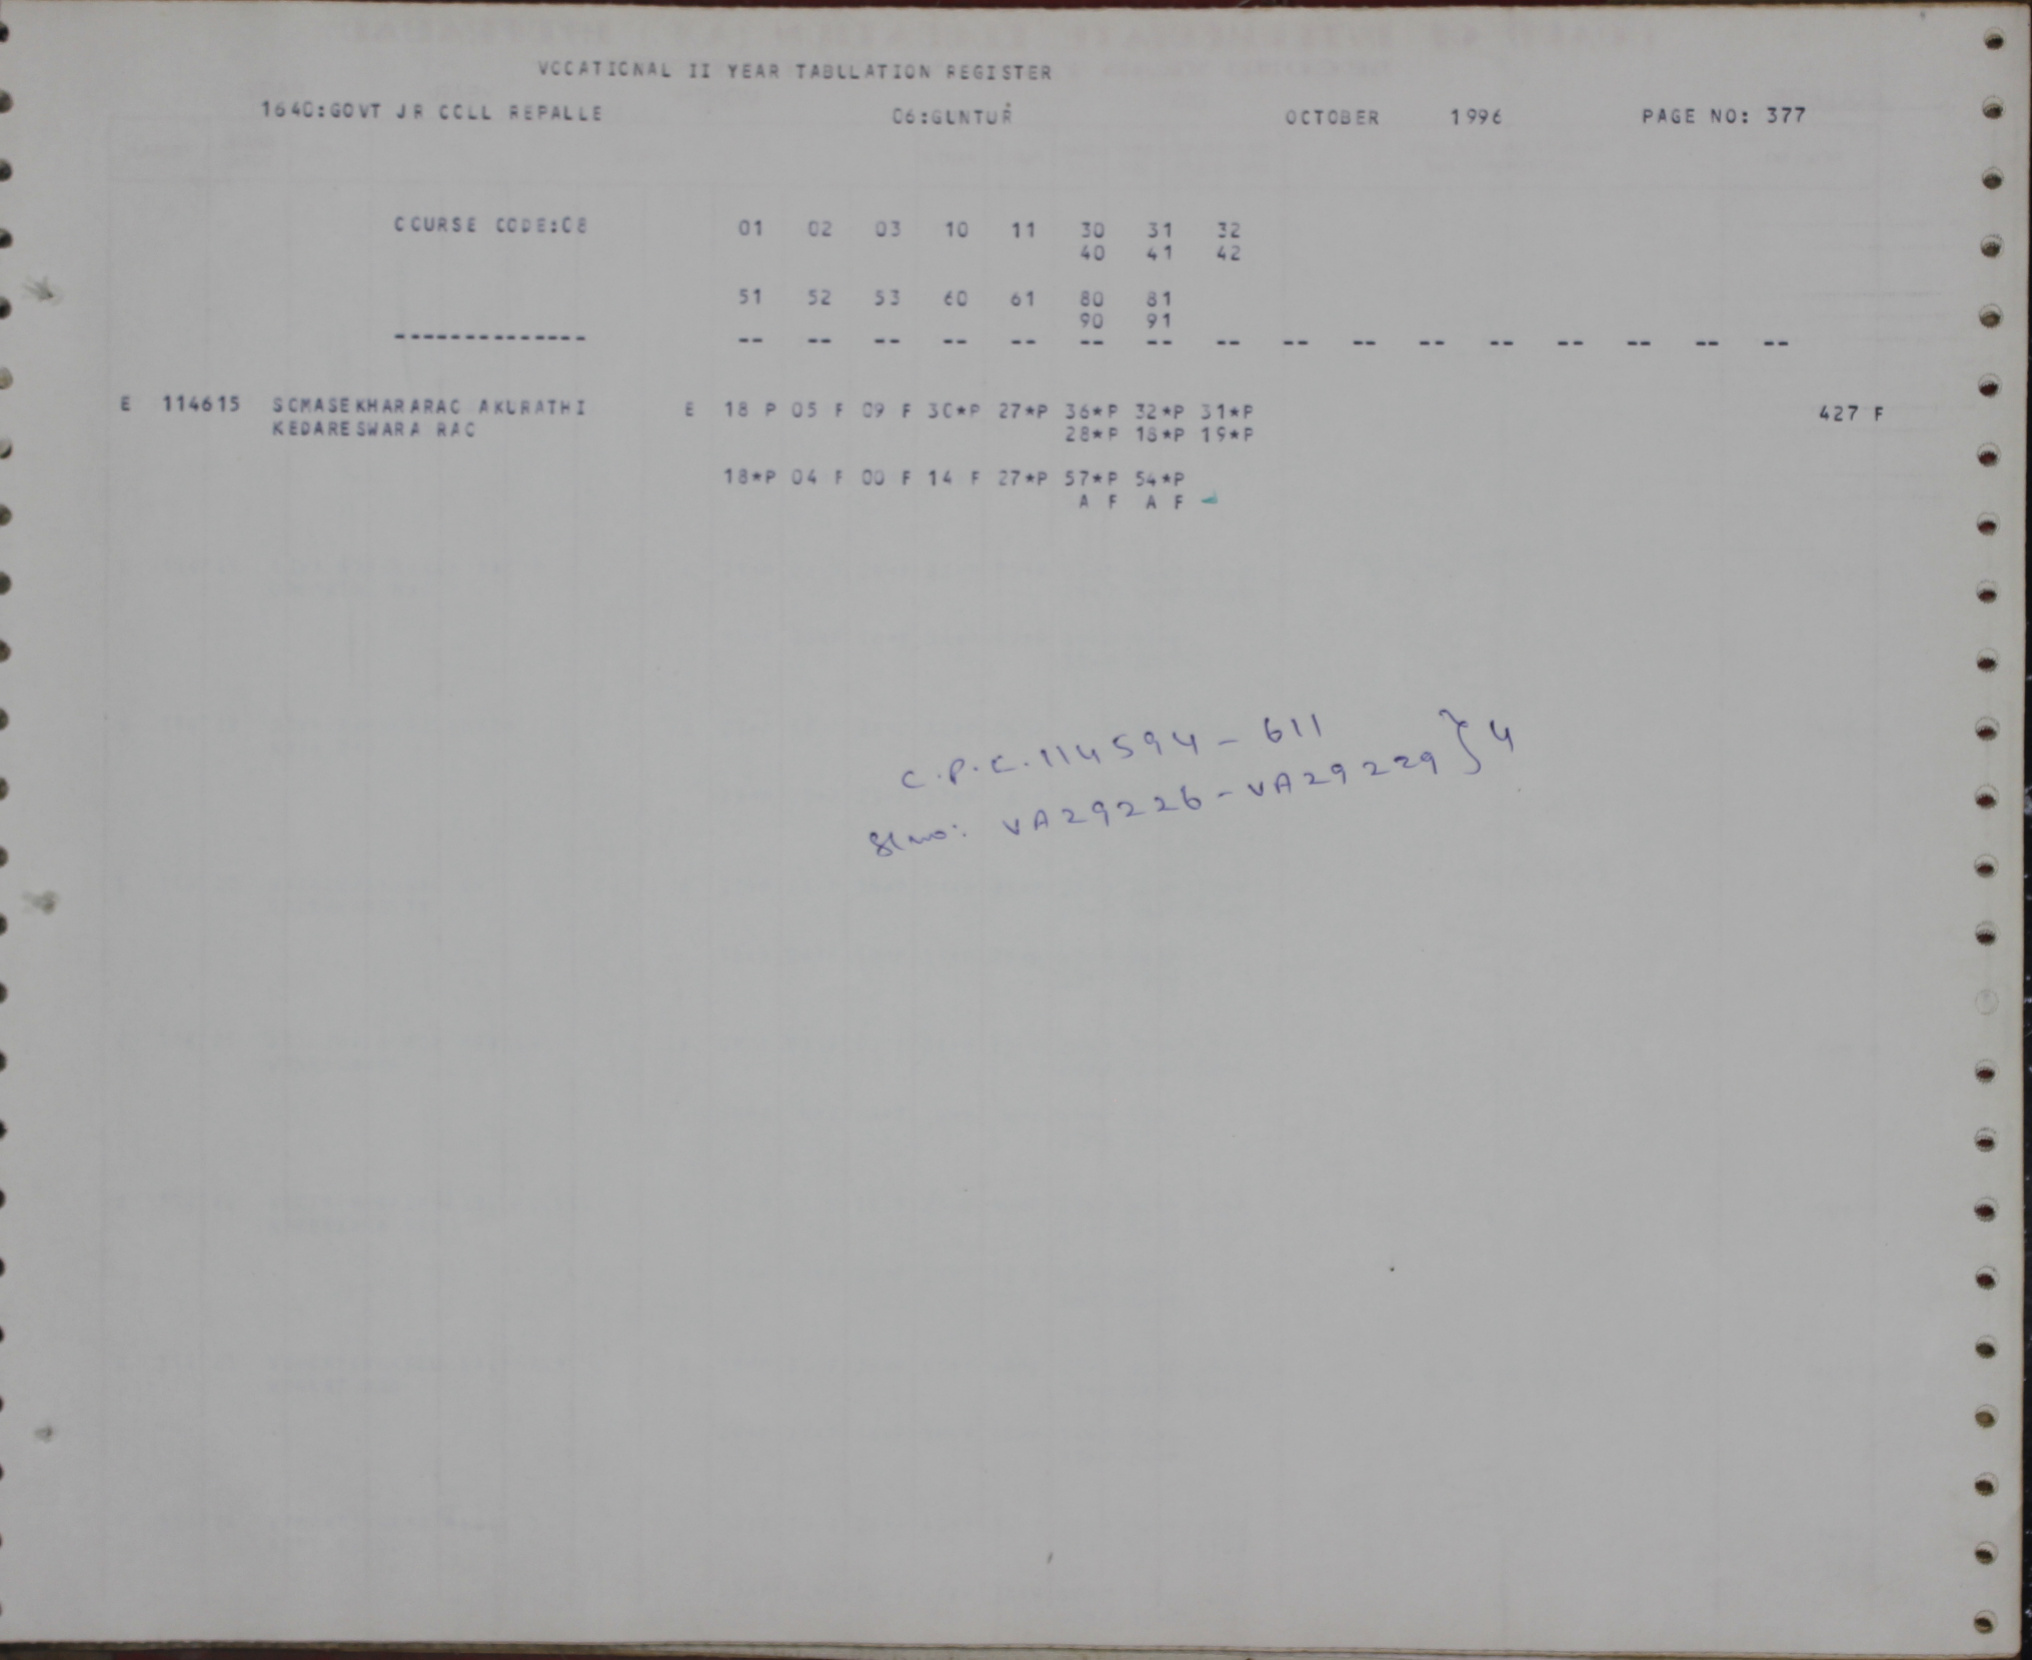 VOCATIONAL II YEAR TABULATION REGISTER
1640:GOVT JR COLL REPALLE 06:GUNTUR OCTOBER 1996 PAGE NO: 377
COURSE CODE:08 01 02 03 10 11 30 31 32
40 41 42
51 52 53 60 61 80 81
90 91
-------------- -- -- -- -- -- -- -- -- -- -- -- -- -- -- -- --
E 114615 SOMASEKHARARAO AKURATHI E 18 P 05 F 09 F 30*P 27*P 36*P 32*P 31*P 427 F
KEDARESWARA RAO 28*P 18*P 19*P
18*P 04 F 00 F 14 F 27*P 57*P 54*P
A F A F
C.P.C. 114594 - 611
Sl no: VA29226 - VA29229 } 4